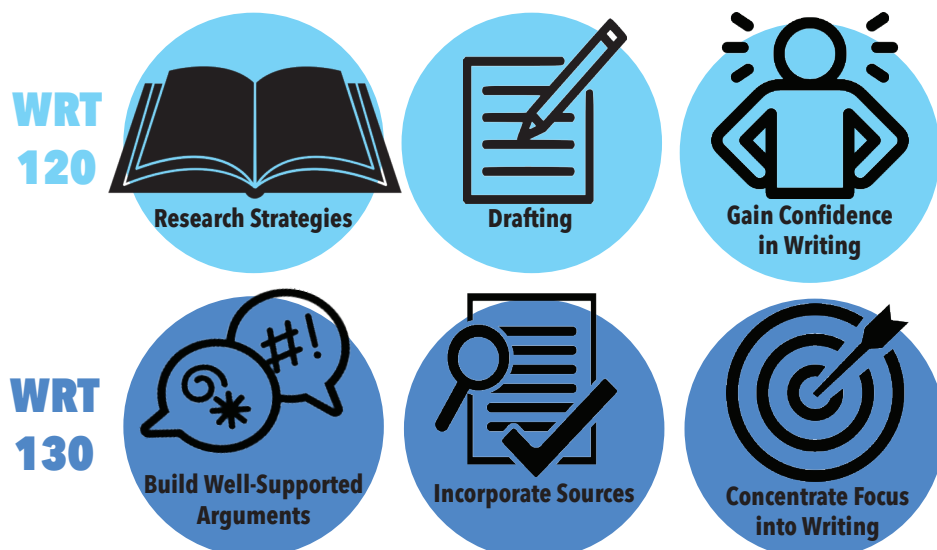 WRT
120
Research Strategies
Drafting
Gain Confidence
in Writing
WRT
130
#!
Build Well-Supported
Arguments
Incorporate Sources
Concentrate Focus
into Writing